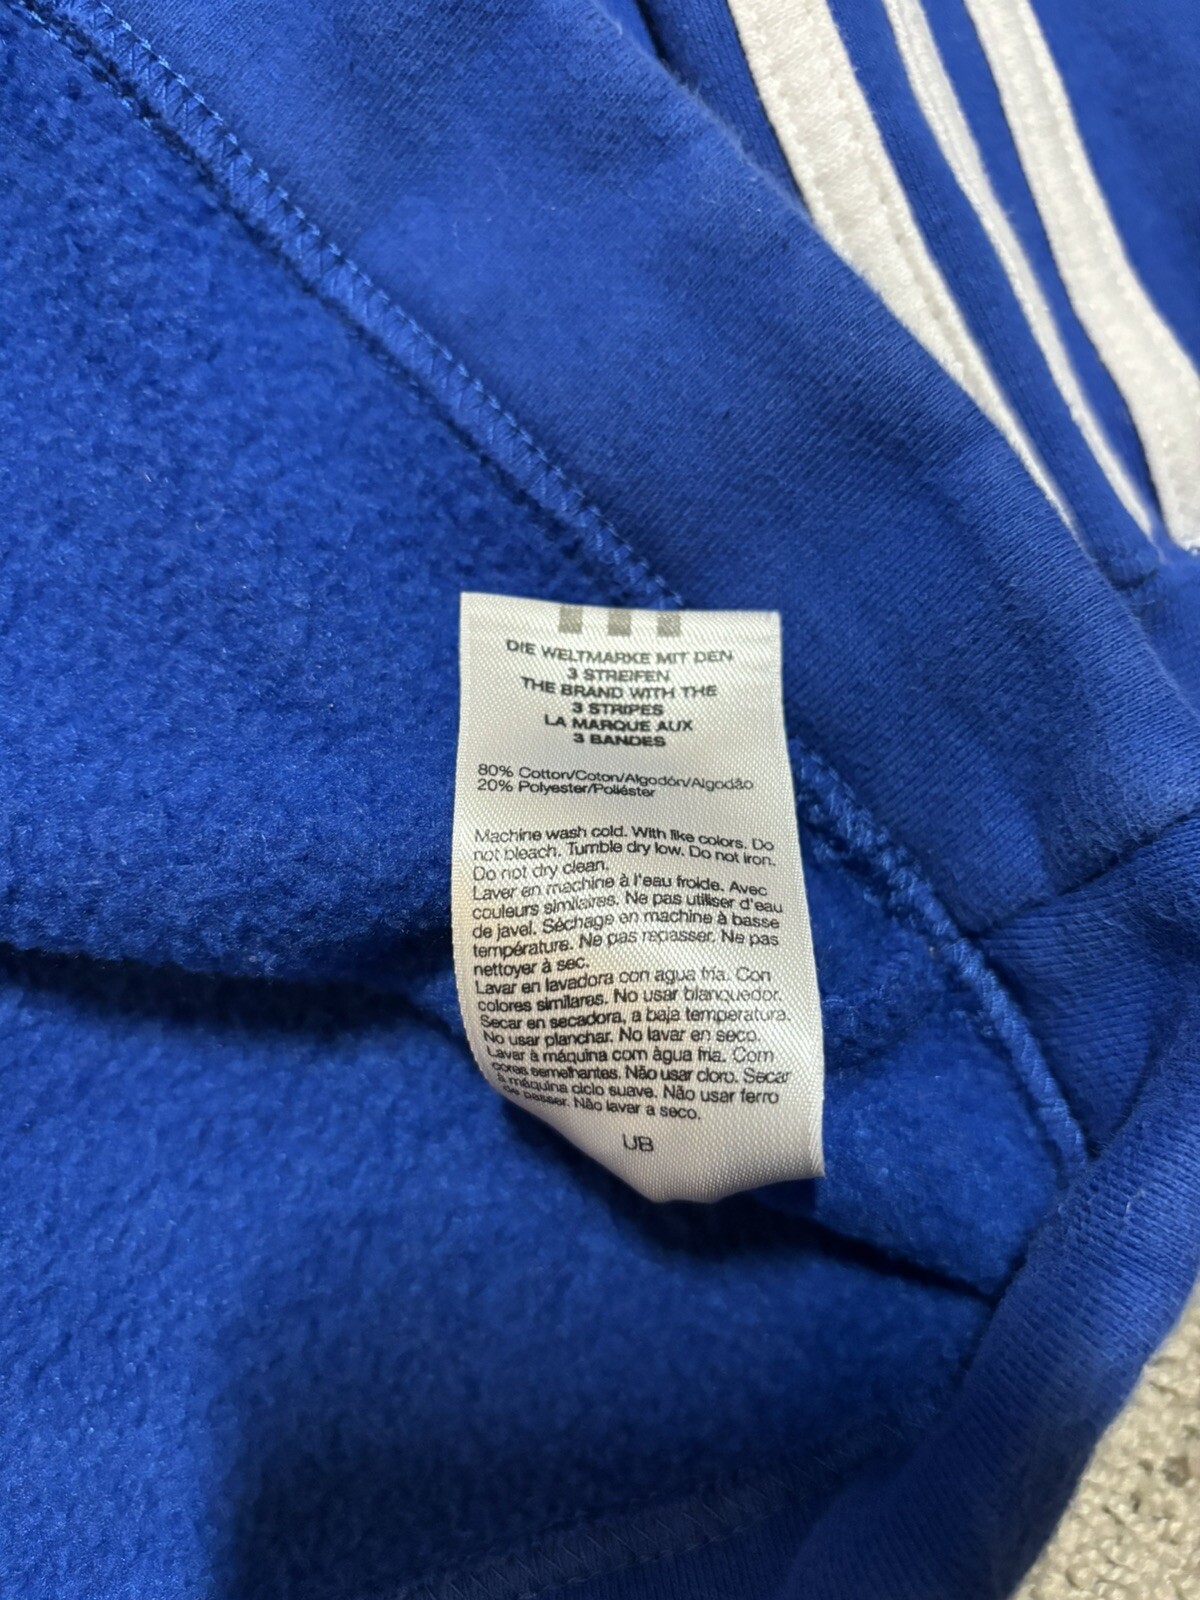 DIE WELTMARKE MIT DEN
3 STREIFEN
THE BRAND WITH THE
3 STRIPES
LA MARQUE AUX
3 BANDES
80% Cotton/Coton/Algodón/Algodão
20% Polyester/Poliéster
Machine wash cold. With like colors. Do
not bleach. Tumble dry low. Do not iron.
Do not dry clean.
Laver en machine à l'eau froide. Avec
couleurs similaires. Ne pas utiliser d'eau
de javel. Séchage en machine à basse
température. Ne pas repasser. Ne pas
nettoyer à sec.
Lavar en lavadora con agua fría. Con
colores similares. No usar blanquedor.
Secar en secadora, a baja temperatura.
No usar planchar. No lavar en seco.
Lavar à máquina com àgua fria. Com
cores semelhantes. Não usar cloro. Secar
à máquina ciclo suave. Não usar ferro
de passer. Não lavar a seco.
UB